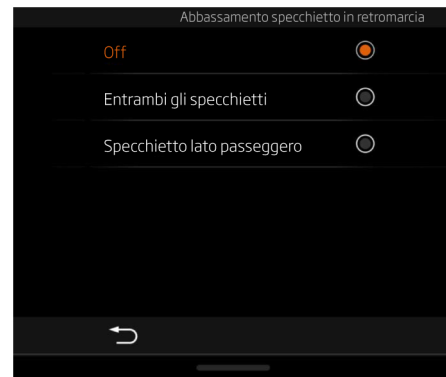 Abbassamento specchietto in retromarcia
Off
Entrambi gli specchietti
Specchietto lato passeggero